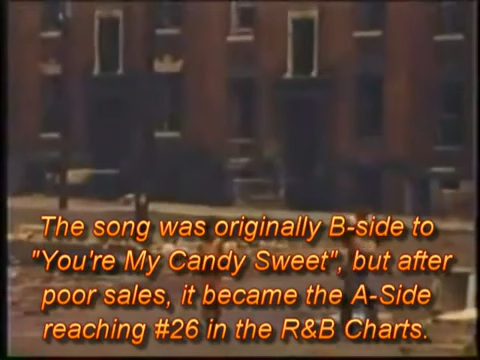 The song was originally B-side to
"You're My Candy Sweet", but after
poor sales, it became the A-Side
reaching #26 in the R&B Charts.